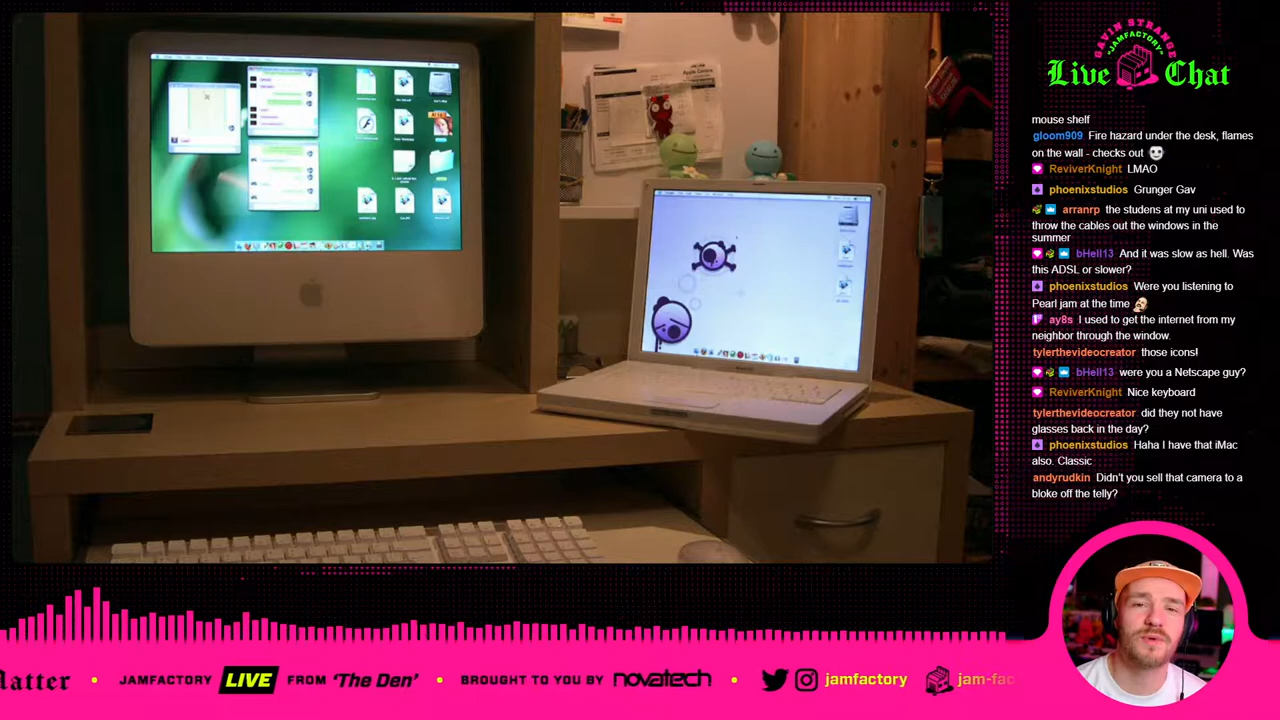 GAVIN STRANGE
"JAMFACTORY"
Live Chat
mouse shelf
gloom909 Fire hazard under the desk, flames
on the wall - checks out
ReviverKnight LMAO
phoenixstudios Grunger Gav
arranrp the studens at my uni used to
throw the cables out the windows in the
summer
bHell13 And it was slow as hell. Was
this ADSL or slower?
phoenixstudios Were you listening to
Pearl jam at the time
ay8s I used to get the internet from my
neighbor through the window.
tylerthevideocreator those icons!
bHell13 were you a Netscape guy?
ReviverKnight Nice keyboard
tylerthevideocreator did they not have
glasses back in the day?
phoenixstudios Haha I have that iMac
also. Classic
andyrudkin Didn't you sell that camera to a
bloke off the telly?
latter • JAMFACTORY LIVE FROM 'The Den' • BROUGHT TO YOU BY novatech • jamfactory jam-fac